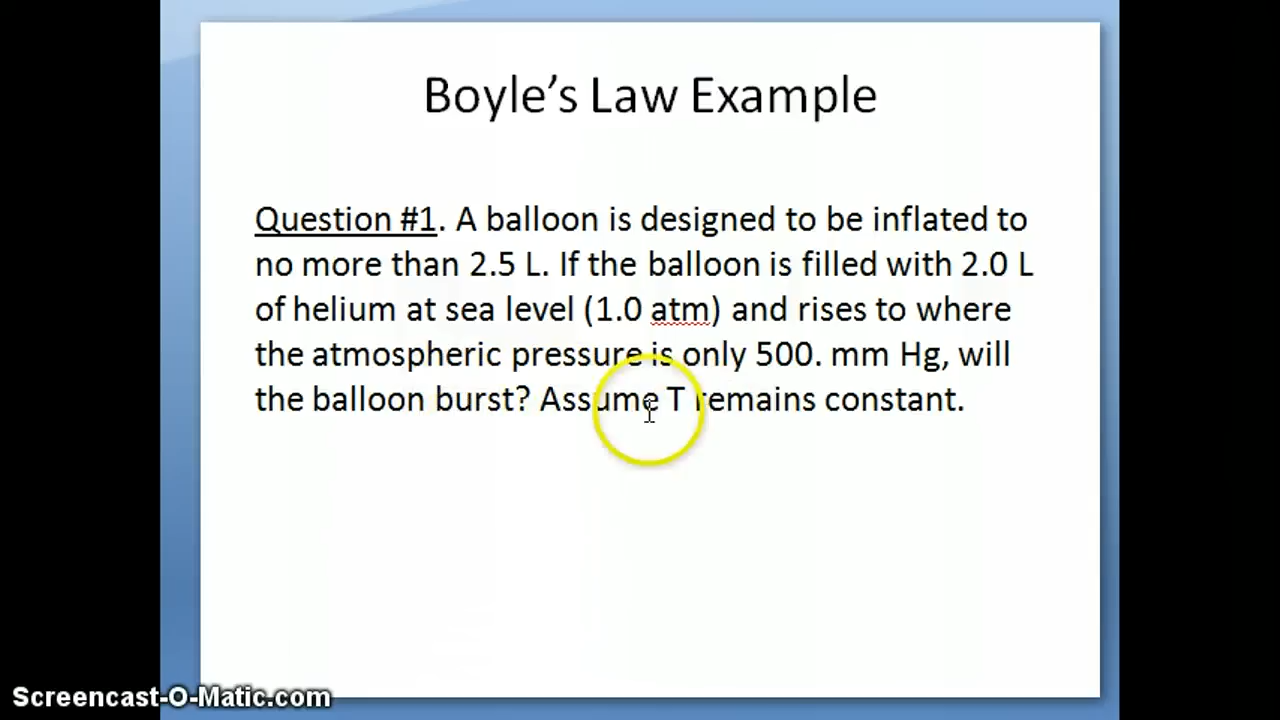 Boyle’s Law Example
Question #1. A balloon is designed to be inflated to
no more than 2.5 L. If the balloon is filled with 2.0 L
of helium at sea level (1.0 atm) and rises to where
the atmospheric pressure is only 500. mm Hg, will
the balloon burst? Assume T remains constant.
Screencast-O-Matic.com